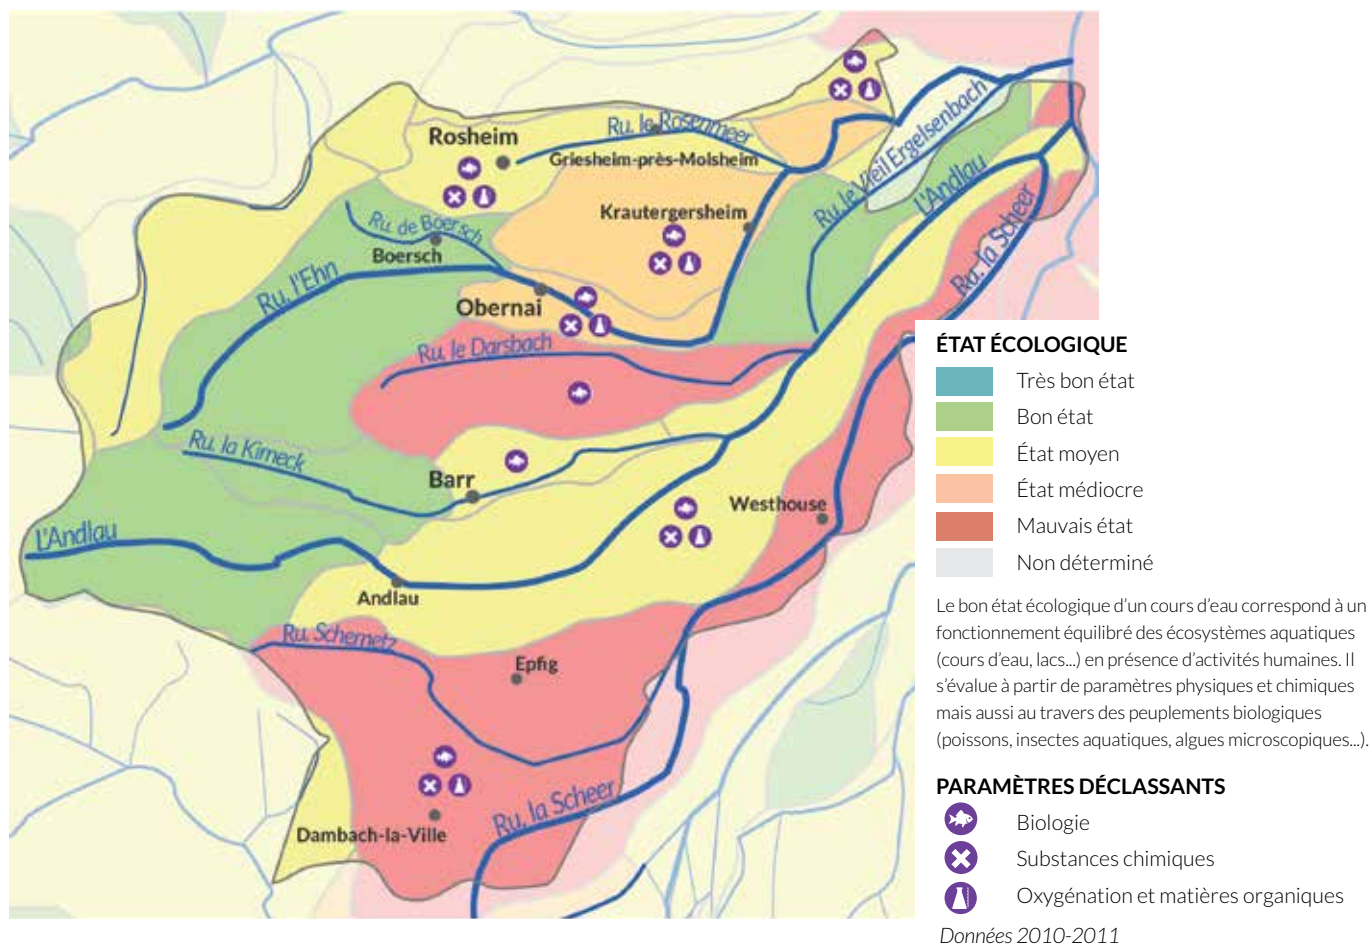 Rosheim
Ru. le Rosenmeer
Griesheim-près-Molsheim
Ru. le Vieil Ergelsenbach
L'Andlau
Krautergersheim
Ru. de Boersch
Boersch
Ru. la Scheer
Ru. l'Ehn
Obernai
Ru. le Darsbach
Ru. la Kirneck
Barr
Westhouse
L'Andlau
Andlau
Ru. Schernetz
Epfig
Ru. la Scheer
Dambach-la-Ville
ÉTAT ÉCOLOGIQUE
Très bon état
Bon état
État moyen
État médiocre
Mauvais état
Non déterminé
Le bon état écologique d'un cours d'eau correspond à un
fonctionnement équilibré des écosystèmes aquatiques
(cours d'eau, lacs...) en présence d'activités humaines. Il
s'évalue à partir de paramètres physiques et chimiques
mais aussi au travers des peuplements biologiques
(poissons, insectes aquatiques, algues microscopiques...).
PARAMÈTRES DÉCLASSANTS
Biologie
Substances chimiques
Oxygénation et matières organiques
Données 2010-2011